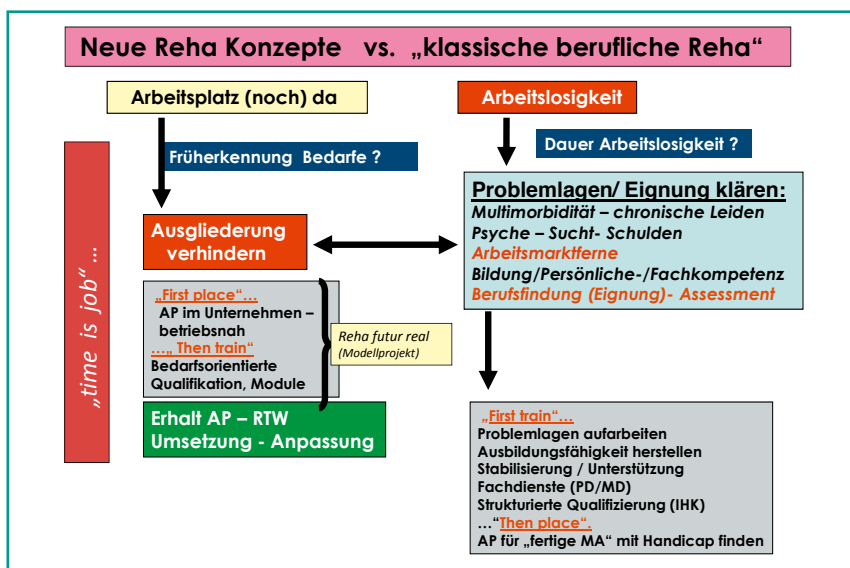 Neue Reha Konzepte vs. „klassische berufliche Reha“
Arbeitsplatz (noch) da
Arbeitslosigkeit
Früherkennung Bedarfe ?
Dauer Arbeitslosigkeit ?
„time is job“ ...
Ausgliederung
verhindern
Problemlagen/ Eignung klären:
Multimorbidität – chronische Leiden
Psyche – Sucht- Schulden
Arbeitsmarktferne
Bildung/Persönliche-/Fachkompetenz
Berufsfindung (Eignung)- Assessment
„First place“...
AP im Unternehmen –
betriebsnah
...„ Then train“
Bedarfsorientierte
Qualifikation, Module
Reha futur real
(Modellprojekt)
Erhalt AP – RTW
Umsetzung - Anpassung
„First train“...
Problemlagen aufarbeiten
Ausbildungsfähigkeit herstellen
Stabilisierung / Unterstützung
Fachdienste (PD/MD)
Strukturierte Qualifizierung (IHK)
...“Then place“.
AP für „fertige MA“ mit Handicap finden